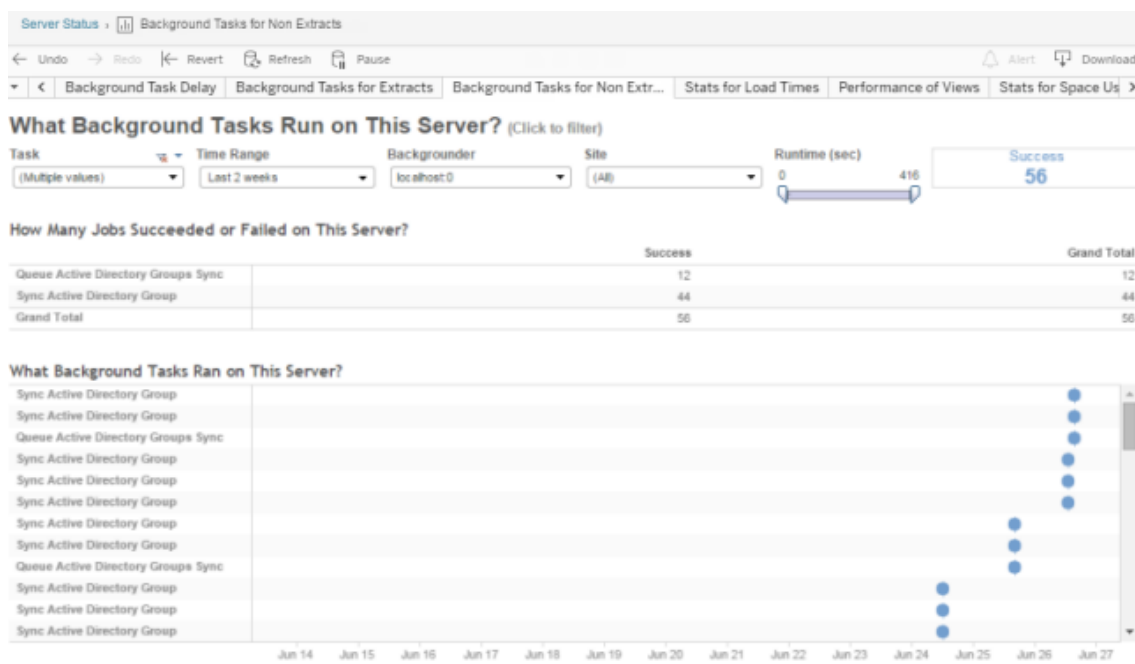 Server Status › Background Tasks for Non Extracts
← Undo → Redo Revert Refresh Pause Alert Download
Background Task Delay Background Tasks for Extracts Background Tasks for Non Extr... Stats for Load Times Performance of Views Stats for Space Us
What Background Tasks Run on This Server? (Click to filter)
Task Time Range Backgrounder Site Runtime (sec) Success
(Multiple values) Last 2 weeks localhost:0 (All) 0 416 56
How Many Jobs Succeeded or Failed on This Server?
Success Grand Total
Queue Active Directory Groups Sync 12 12
Sync Active Directory Group 44 44
Grand Total 56 56
What Background Tasks Ran on This Server?
Sync Active Directory Group
Sync Active Directory Group
Queue Active Directory Groups Sync
Sync Active Directory Group
Sync Active Directory Group
Sync Active Directory Group
Sync Active Directory Group
Sync Active Directory Group
Queue Active Directory Groups Sync
Sync Active Directory Group
Sync Active Directory Group
Sync Active Directory Group
Jun 14 Jun 15 Jun 16 Jun 17 Jun 18 Jun 19 Jun 20 Jun 21 Jun 22 Jun 23 Jun 24 Jun 25 Jun 26 Jun 27